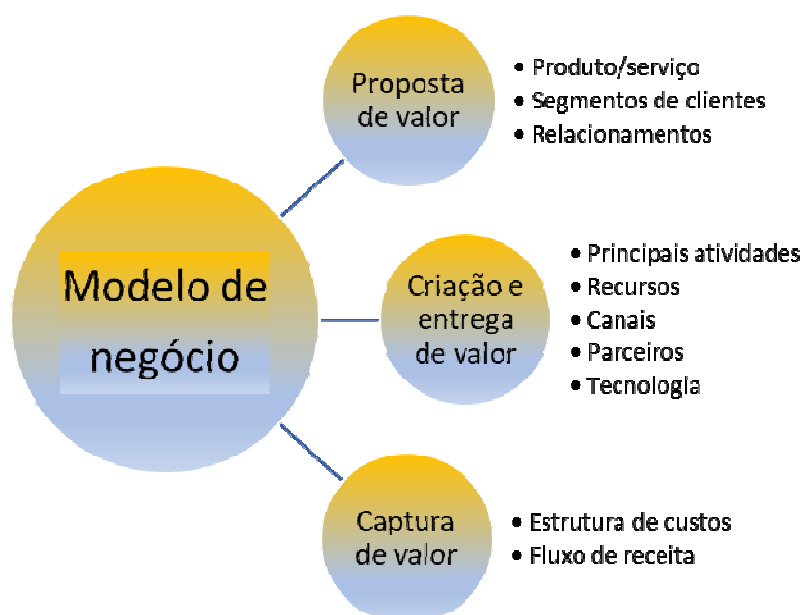 Modelo de
negócio
Proposta
de valor
• Produto/serviço
• Segmentos de clientes
• Relacionamentos
Criação e
entrega
de valor
• Principais atividades
• Recursos
• Canais
• Parceiros
• Tecnologia
Captura
de valor
• Estrutura de custos
• Fluxo de receita